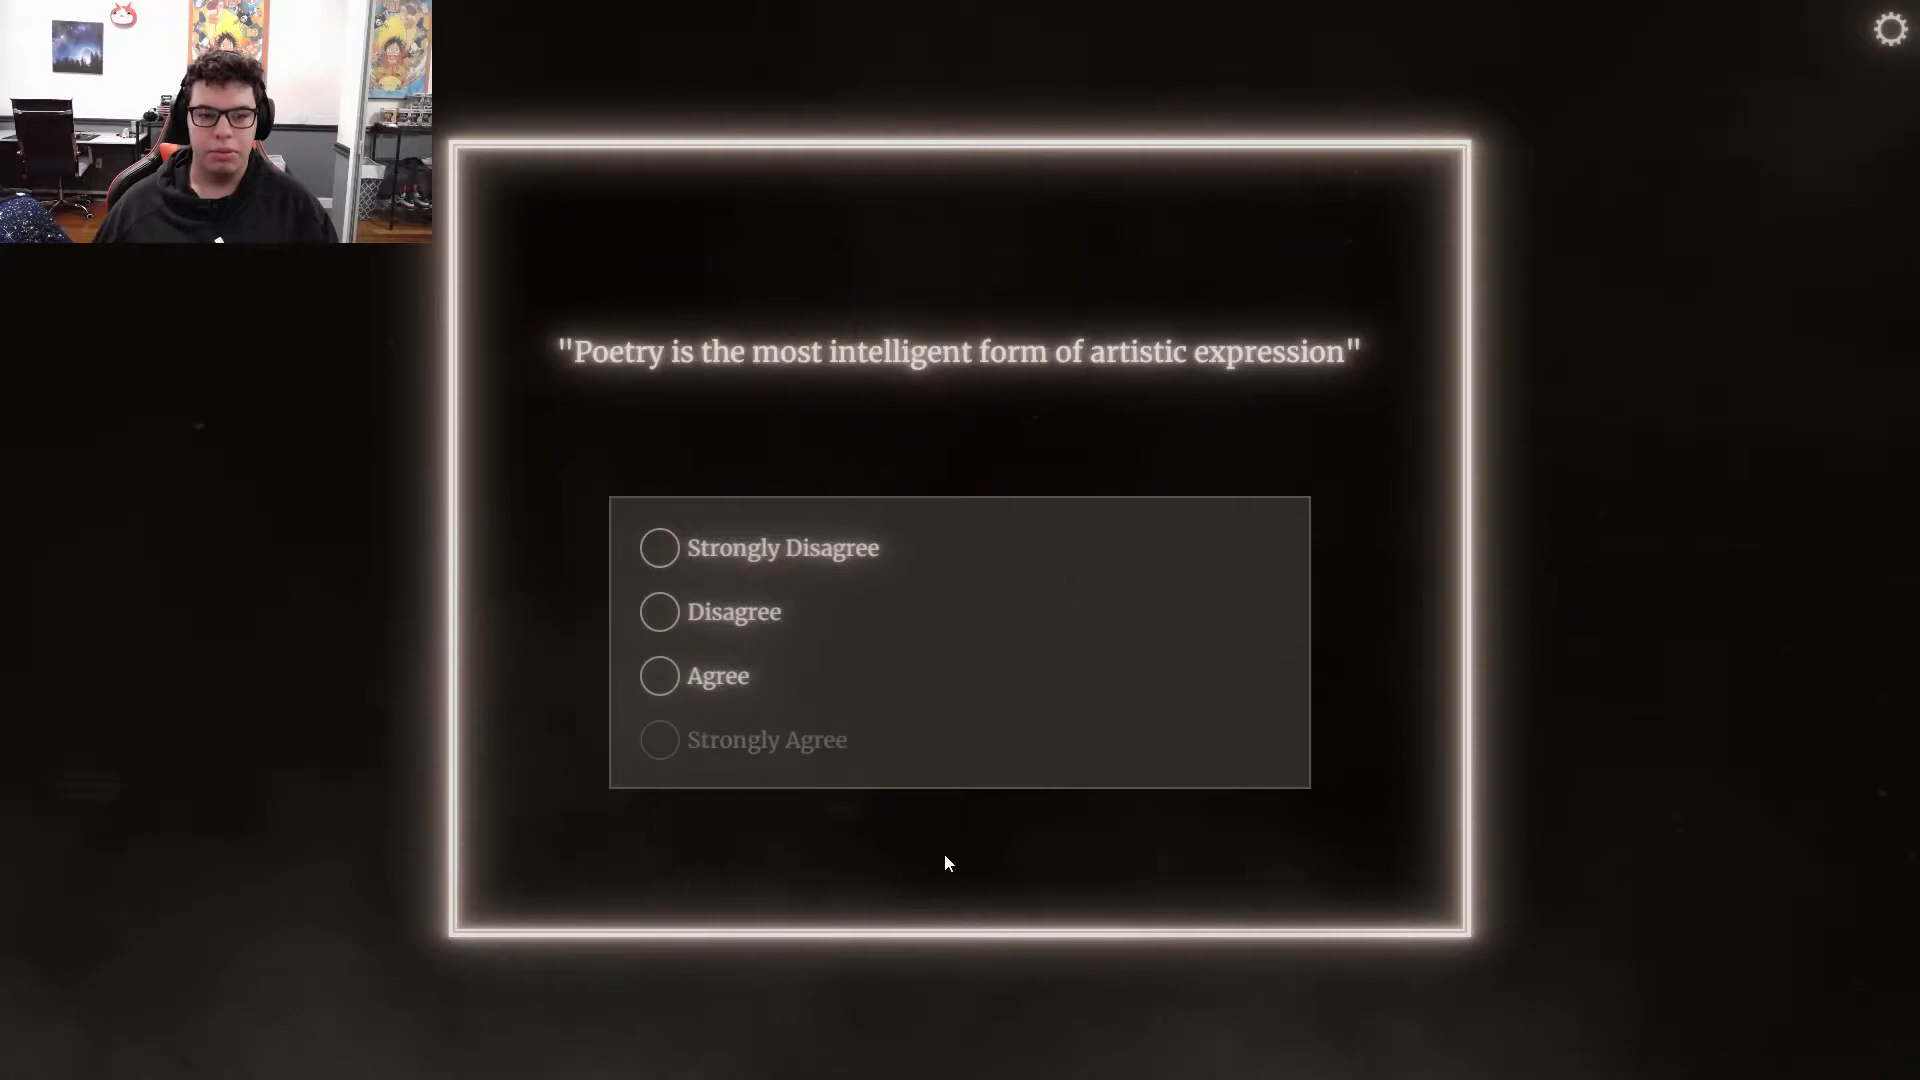 "Poetry is the most intelligent form of artistic expression"
Strongly Disagree
Disagree
Agree
Strongly Agree